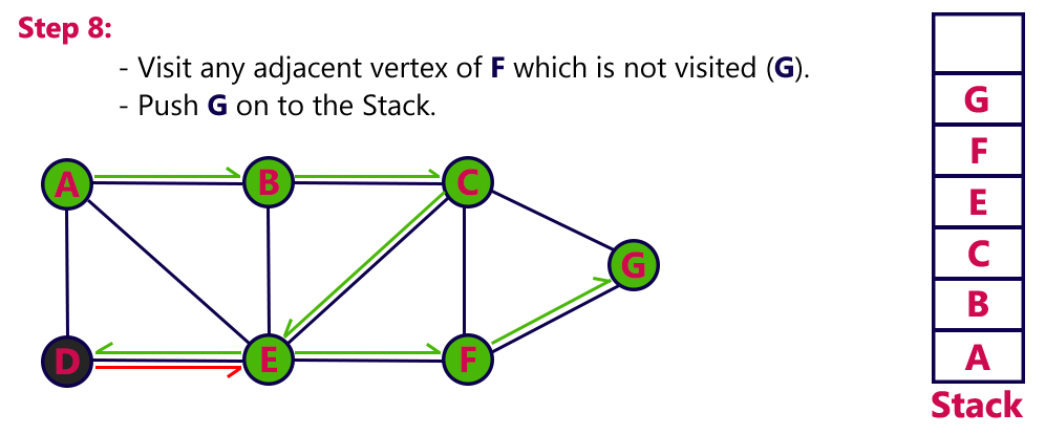 Step 8:
- Visit any adjacent vertex of F which is not visited (G).
- Push G on to the Stack.
A
B
C
G
D
E
F
G
F
E
C
B
A
Stack